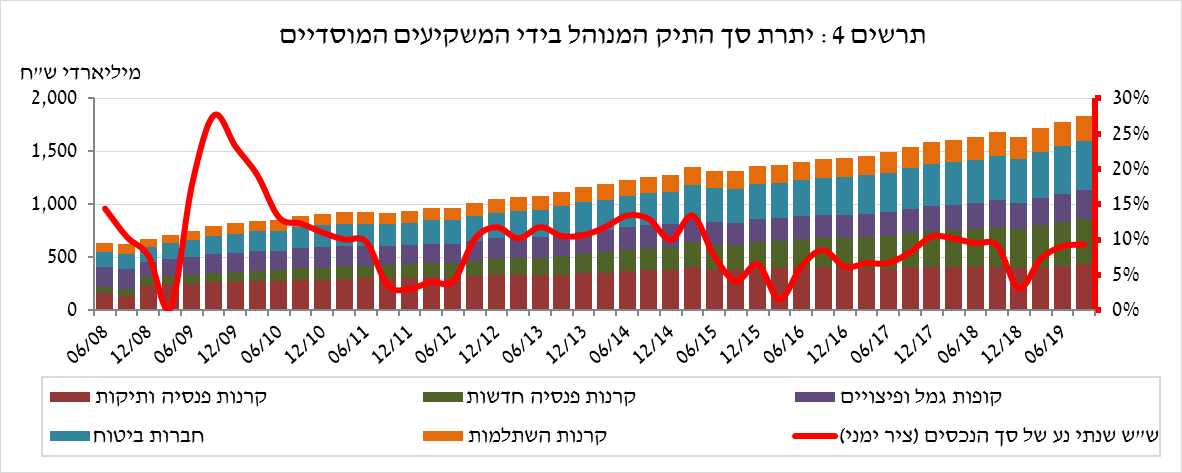 תרשים 4 : יתרת סך התיק המנוהל בידי המשקיעים המוסדיים
מיליארדי ש"ח
2,000
1,500
1,000
500
0
30%
25%
20%
15%
10%
5%
0%
06/08 12/08 06/09 12/09 06/10 12/10 06/11 12/11 06/12 12/12 06/13 12/13 06/14 12/14 06/15 12/15 06/16 12/16 06/17 12/17 06/18 12/18 06/19
קרנות פנסיה ותיקות קרנות פנסיה חדשות קופות גמל ופיצויים
חברות ביטוח קרנות השתלמות ש"ש שנתי נע של סך הנכסים (ציר ימני)